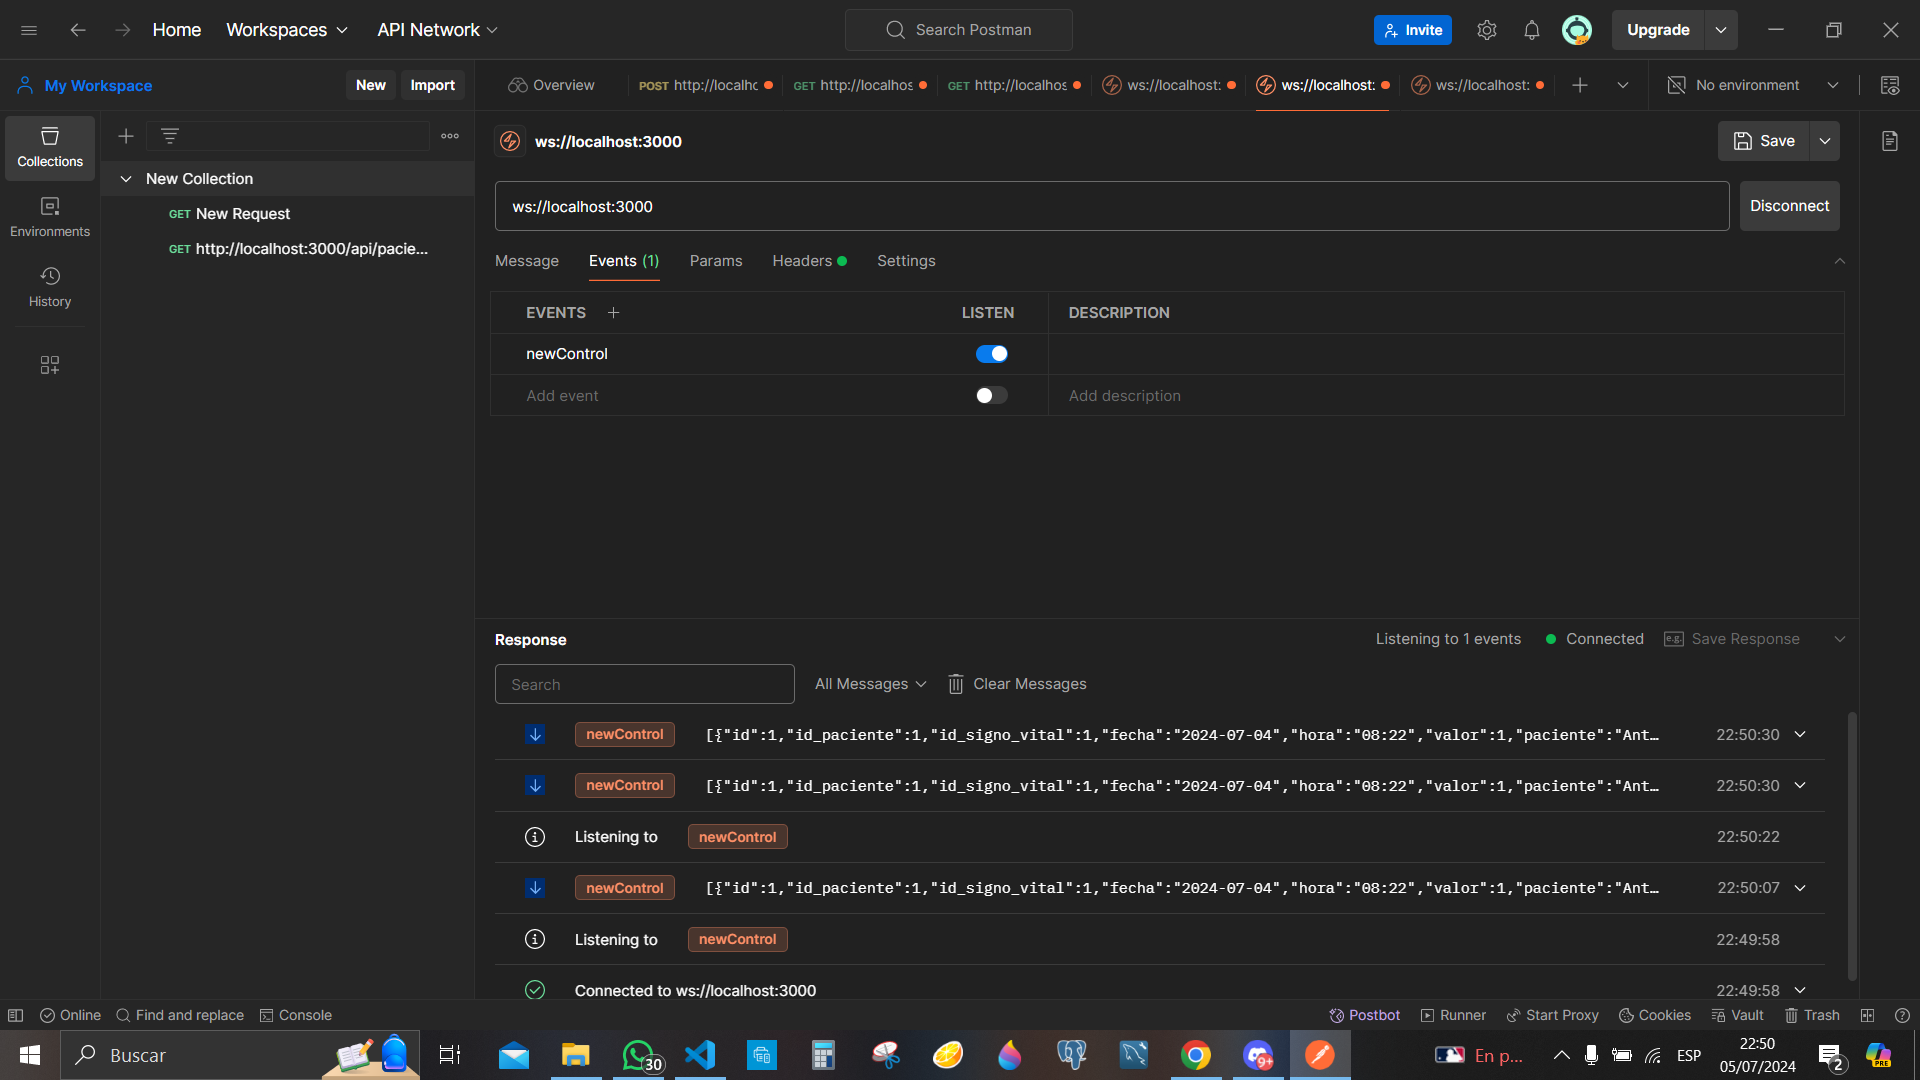 Home
Workspaces
API Network
Search Postman
Invite
Upgrade
My Workspace
New
Import
Overview
POST http://localhc
GET http://localhos
GET http://localhos
ws://localhost:
ws://localhost:
ws://localhost:
No environment
Collections
Environments
History
New Collection
GET New Request
GET http://localhost:3000/api/pacie...
ws://localhost:3000
Save
ws://localhost:3000
Disconnect
Message
Events (1)
Params
Headers
Settings
EVENTS
LISTEN
DESCRIPTION
newControl
Add event
Add description
Response
Listening to 1 events
Connected
e.g.
Save Response
Search
All Messages
Clear Messages
newControl [{"id":1,"id_paciente":1,"id_signo_vital":1,"fecha":"2024-07-04","hora":"08:22","valor":1,"paciente":"Ant… 22:50:30
newControl [{"id":1,"id_paciente":1,"id_signo_vital":1,"fecha":"2024-07-04","hora":"08:22","valor":1,"paciente":"Ant… 22:50:30
Listening to newControl 22:50:22
newControl [{"id":1,"id_paciente":1,"id_signo_vital":1,"fecha":"2024-07-04","hora":"08:22","valor":1,"paciente":"Ant… 22:50:07
Listening to newControl 22:49:58
Connected to ws://localhost:3000 22:49:58
Online
Find and replace
Console
Postbot
Runner
Start Proxy
Cookies
Vault
Trash
Buscar
30
9+
En p...
ESP
22:50
05/07/2024
2
PRE